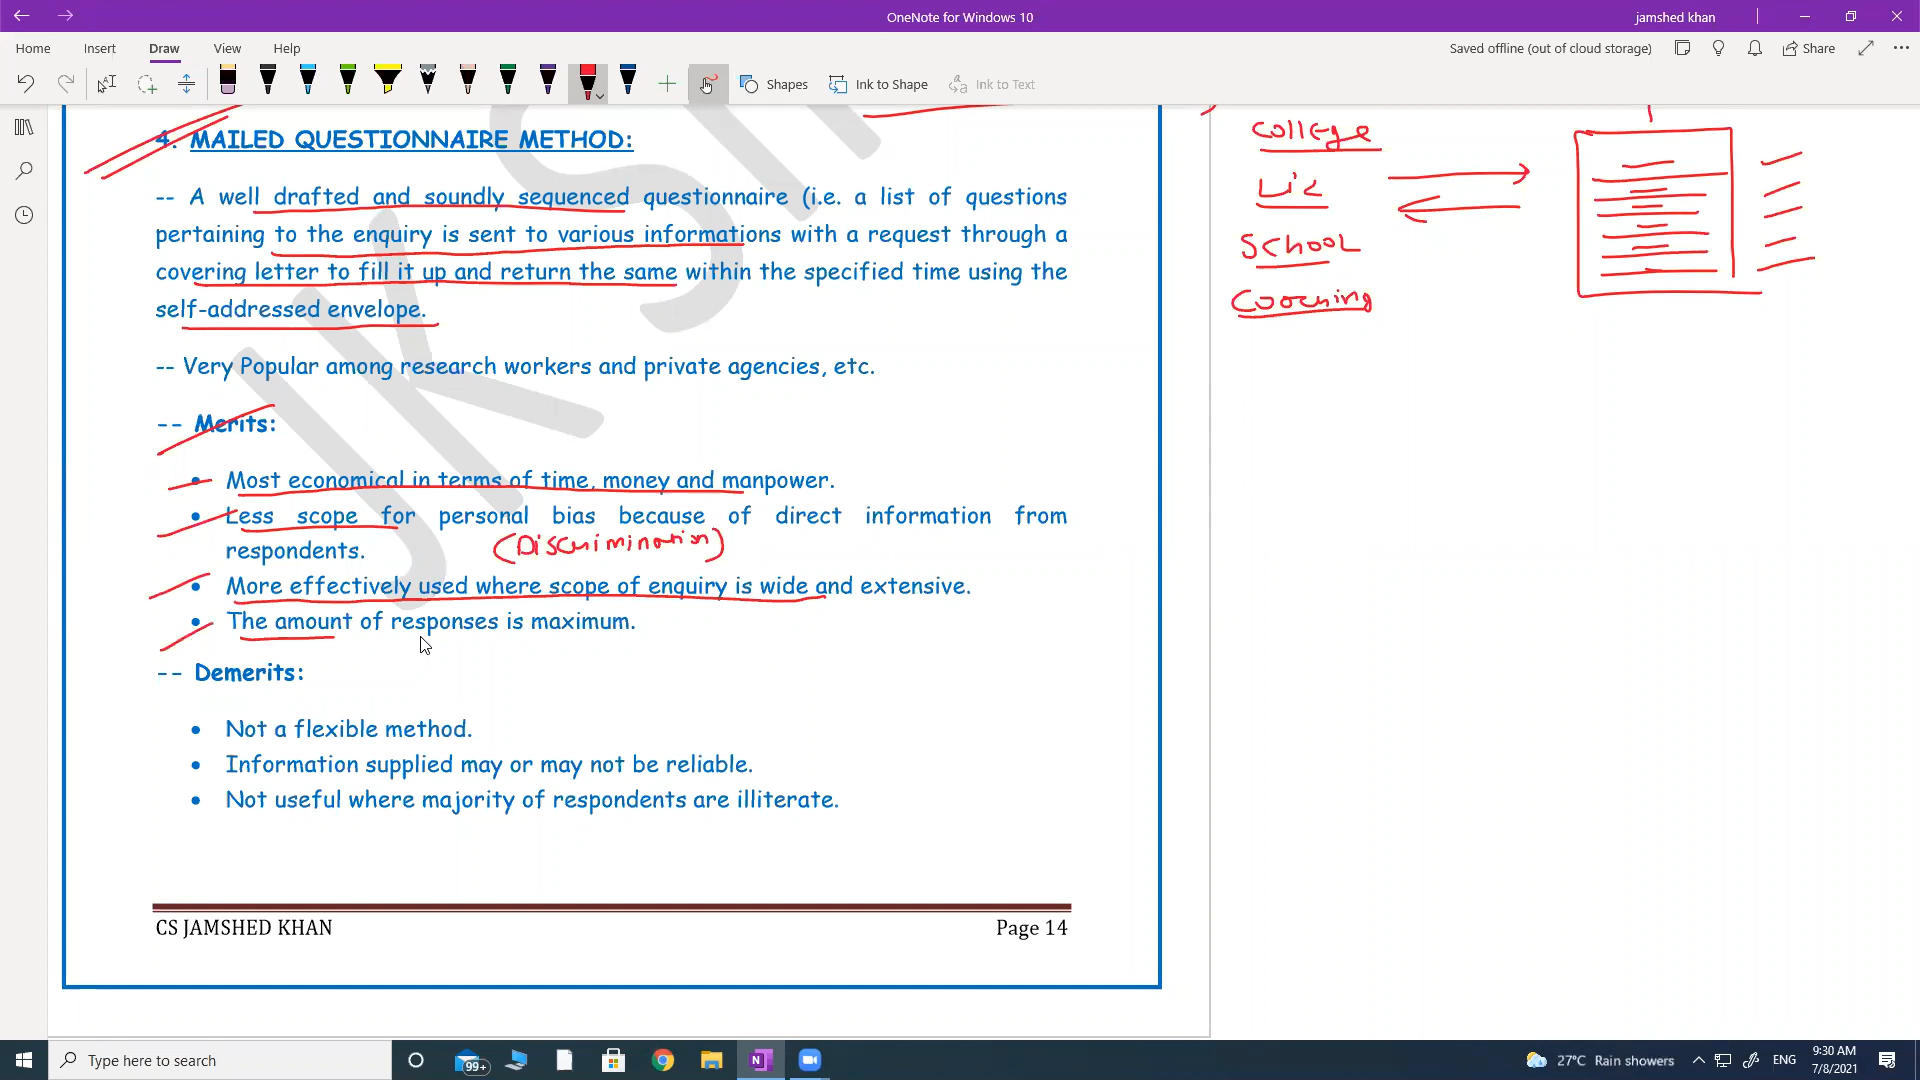 OneNote for Windows 10
jamshed khan
Home Insert Draw View Help
Saved offline (out of cloud storage)
Share
Shapes
Ink to Shape
Ink to Text
4. MAILED QUESTIONNAIRE METHOD:
-- A well drafted and soundly sequenced questionnaire (i.e. a list of questions
pertaining to the enquiry is sent to various informations with a request through a
covering letter to fill it up and return the same within the specified time using the
self-addressed envelope.
-- Very Popular among research workers and private agencies, etc.
-- Merits:
• Most economical in terms of time, money and manpower.
• Less scope for personal bias because of direct information from
respondents.
(Discrimination)
• More effectively used where scope of enquiry is wide and extensive.
• The amount of responses is maximum.
-- Demerits:
• Not a flexible method.
• Information supplied may or may not be reliable.
• Not useful where majority of respondents are illiterate.
CS JAMSHED KHAN
Page 14
College
Lic
School
Coaching
JKSH
Type here to search
99+
N
27°C Rain showers
ENG
9:30 AM
7/8/2021